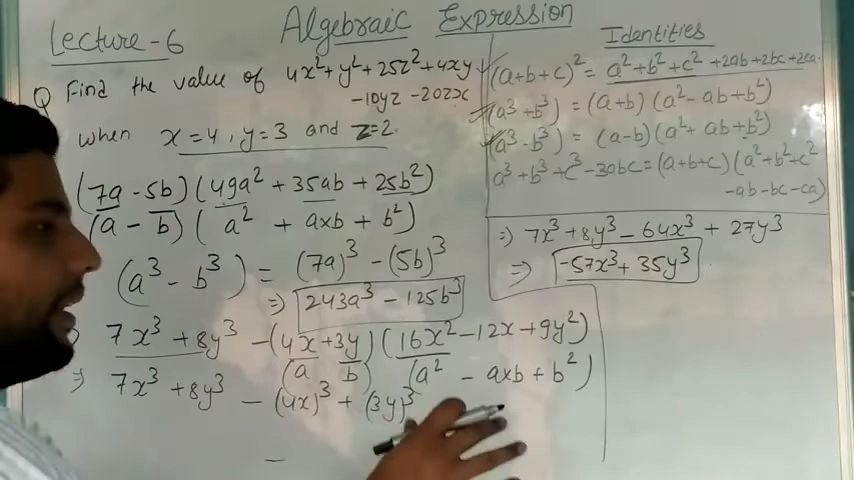 Lecture-6
Algebraic Expression
Q Find the value of 4x²+y²+25z²+4xy
-10yz -20zx
when x=4, y=3 and z=2.
(7a-5b)(49a²+35ab+25b²)
(a-b)(a²+axb+b²)
(a³-b³) = (7a)³-(5b)³
⇒ 243a³-125b³
7x³+8y³-(4x+3y)(16x²-12x+9y²)
(a b) (a²-axb+b²)
⇒ 7x³+8y³-(4x)³+(3y)³
Identities
(a+b+c)² = a²+b²+c²+2ab+2bc+2ca
(a³+b³) = (a+b)(a²-ab+b²)
(a³-b³) = (a-b)(a²+ab+b²)
a³+b³+c³-3abc=(a+b+c)(a²+b²+c²
-ab-bc-ca)
⇒ 7x³+8y³-64x³+27y³
⇒ -57x³+35y³